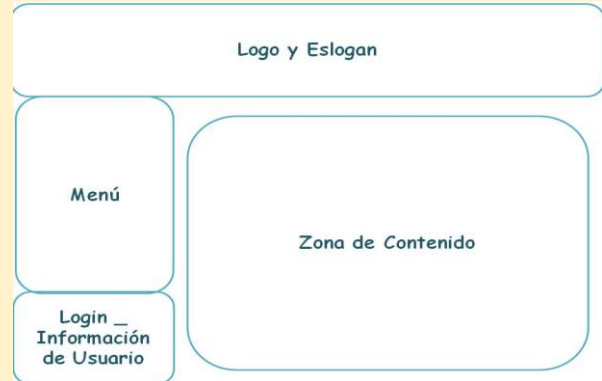 Logo y Eslogan
Menú
Zona de Contenido
Login _
Información
de Usuario